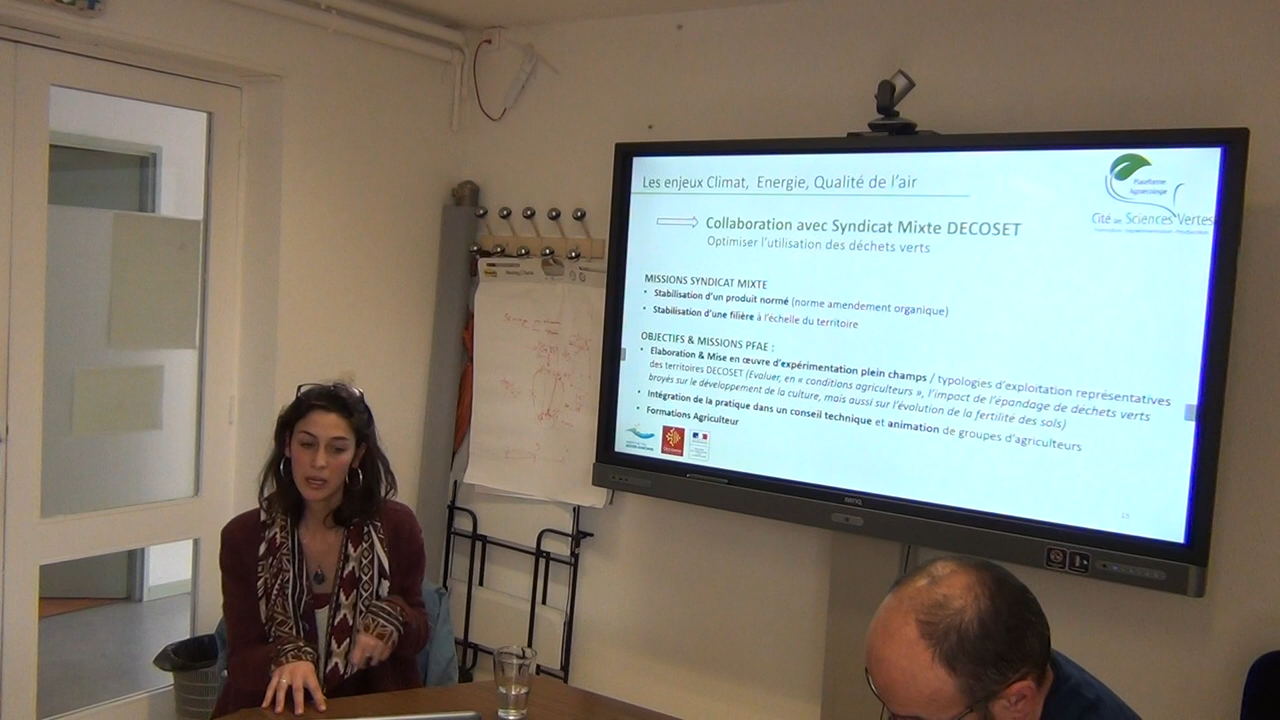 Les enjeux Climat, Energie, Qualité de l'air
Plateforme
Agroécologie
Cité des Sciences Vertes
Collaboration avec Syndicat Mixte DECOSET
Optimiser l'utilisation des déchets verts
MISSIONS SYNDICAT MIXTE
• Stabilisation d'un produit normé (norme amendement organique)
• Stabilisation d'une filière à l'échelle du territoire
OBJECTIFS & MISSIONS PFAE :
• Elaboration & Mise en œuvre d'expérimentation plein champs / typologies d'exploitation représentatives
des territoires DECOSET (Evaluer, en « conditions agriculteurs », l'impact de l'épandage de déchets verts
broyés sur le développement de la culture, mais aussi sur l'évolution de la fertilité des sols)
• Intégration de la pratique dans un conseil technique et animation de groupes d'agriculteurs
• Formations Agriculteur
15
BenQ